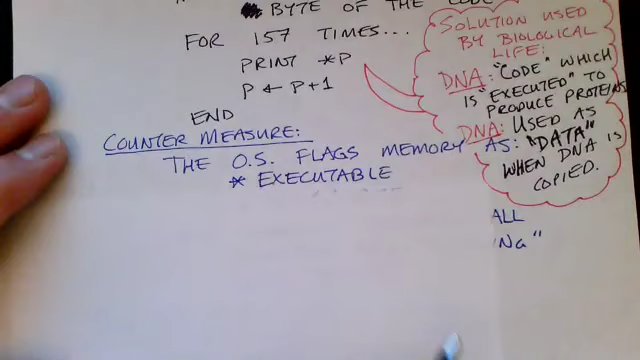 BYTE OF THE CODE
FOR 157 TIMES...
PRINT *P
P ← P+1
END
SOLUTION USED
BY BIOLOGICAL
LIFE:
DNA: "CODE" WHICH
IS "EXECUTED" TO
PRODUCE PROTEINS
DNA: USED AS
"DATA"
WHEN DNA IS
COPIED.
COUNTER MEASURE:
THE O.S. FLAGS MEMORY AS:
* EXECUTABLE
ALL
Na"